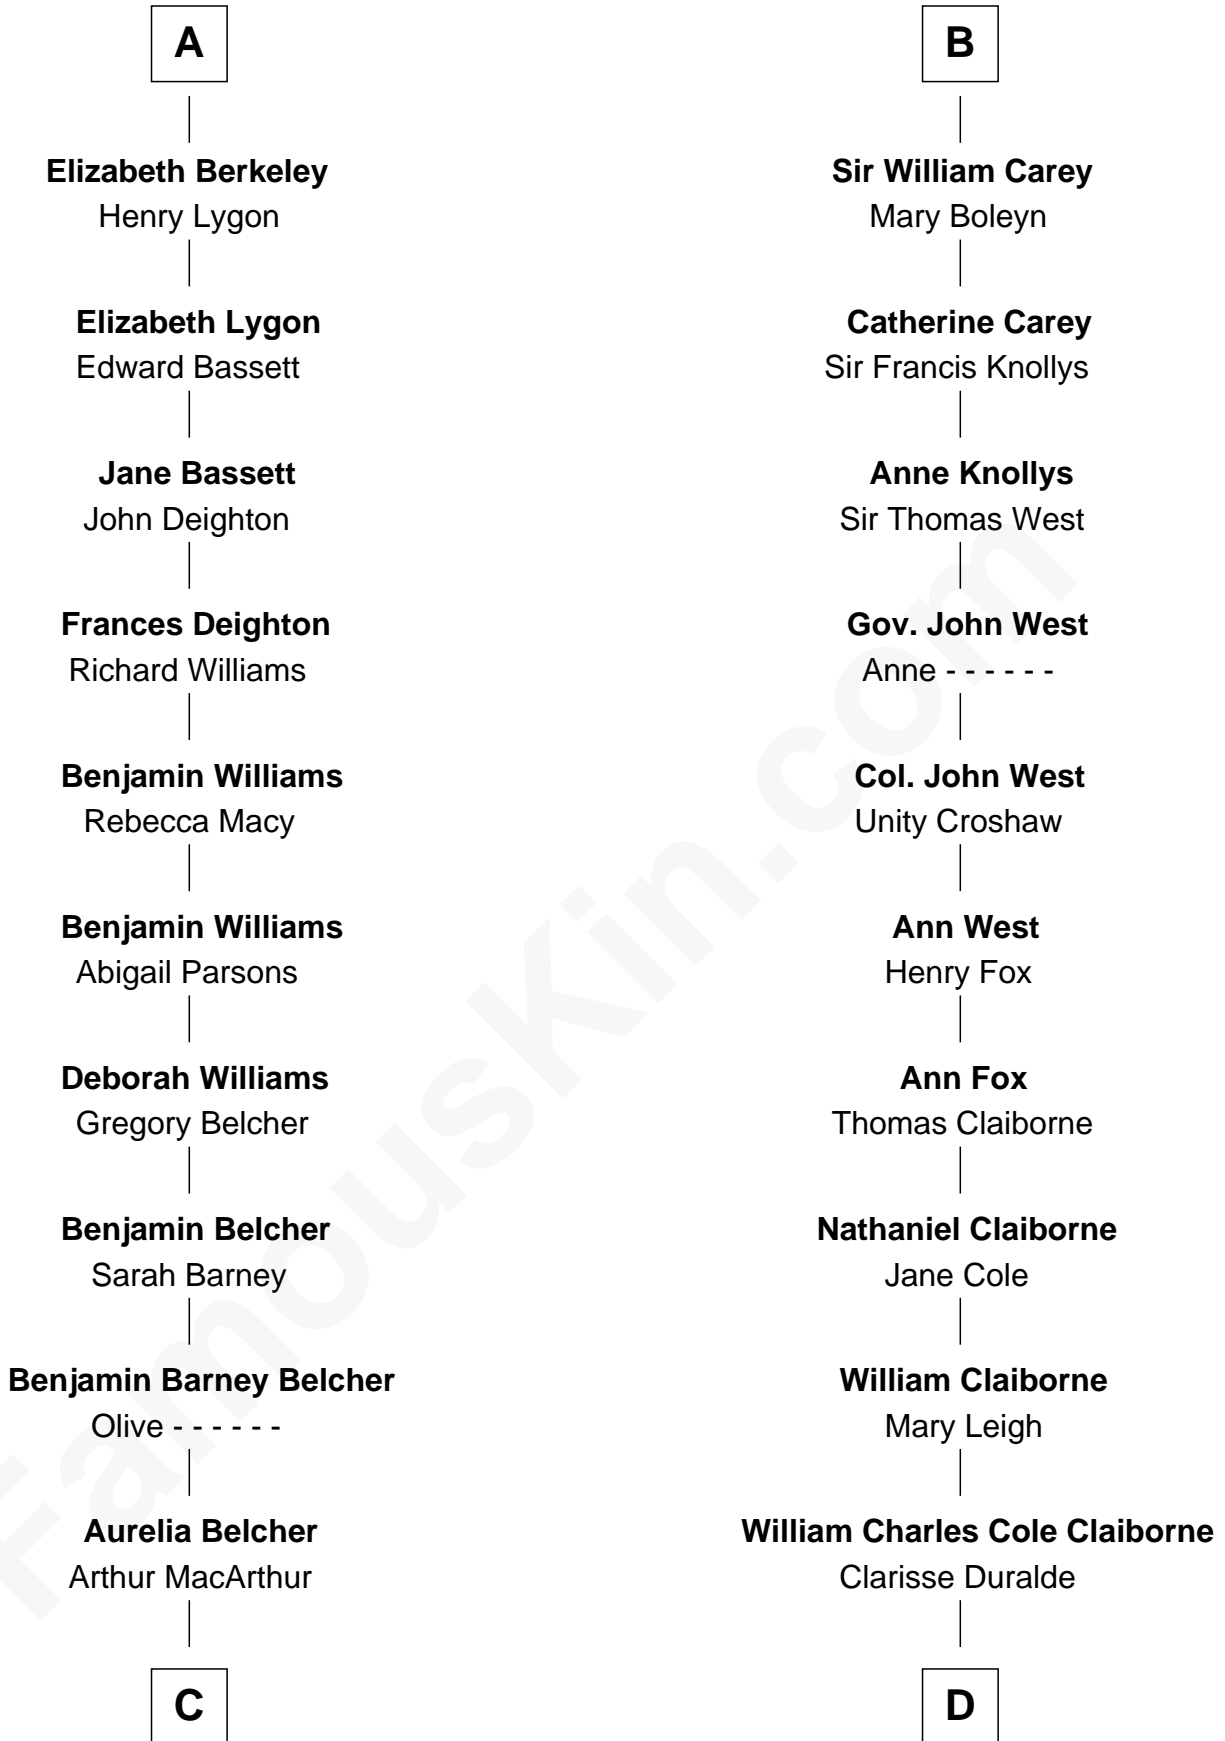 A
Elizabeth Berkeley
Henry Lygon
Elizabeth Lygon
Edward Bassett
Jane Bassett
John Deighton
Frances Deighton
Richard Williams
Benjamin Williams
Rebecca Macy
Benjamin Williams
Abigail Parsons
Deborah Williams
Gregory Belcher
Benjamin Belcher
Sarah Barney
Benjamin Barney Belcher
Olive - - - - - -
Aurelia Belcher
Arthur MacArthur
C
B
Sir William Carey
Mary Boleyn
Catherine Carey
Sir Francis Knollys
Anne Knollys
Sir Thomas West
Gov. John West
Anne - - - - - -
Col. John West
Unity Croshaw
Ann West
Henry Fox
Ann Fox
Thomas Claiborne
Nathaniel Claiborne
Jane Cole
William Claiborne
Mary Leigh
William Charles Cole Claiborne
Clarisse Duralde
D
FamousKin.com